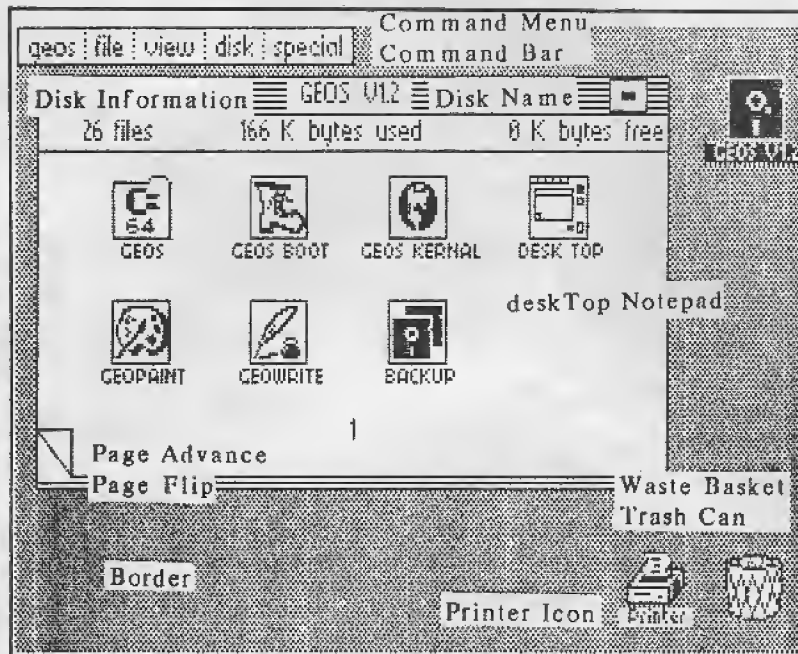 Command Menu
geos file view disk special
Command Bar
Disk Information GEOS V1.2 Disk Name
26 files 166 K bytes used 0 K bytes free
GEOS V1.2
C= 64
GEOS GEOS BOOT GEOS KERNAL DESK TOP
deskTop Notepad
GEOPAINT GEOWRITE BACKUP
1
Page Advance
Page Flip
Waste Basket
Trash Can
Border
Printer Icon Printer